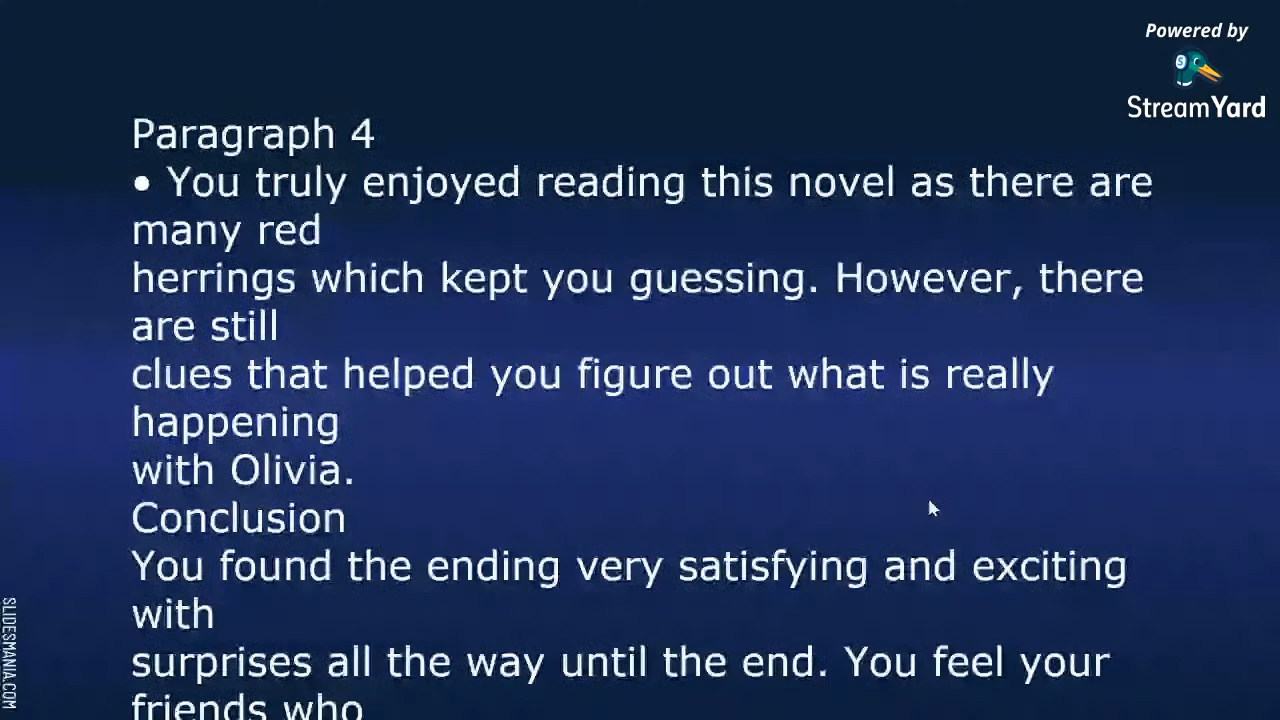 Powered by
StreamYard
Paragraph 4
• You truly enjoyed reading this novel as there are
many red
herrings which kept you guessing. However, there
are still
clues that helped you figure out what is really
happening
with Olivia.
Conclusion
You found the ending very satisfying and exciting
with
surprises all the way until the end. You feel your
friends who
SLIDESMANIA.COM